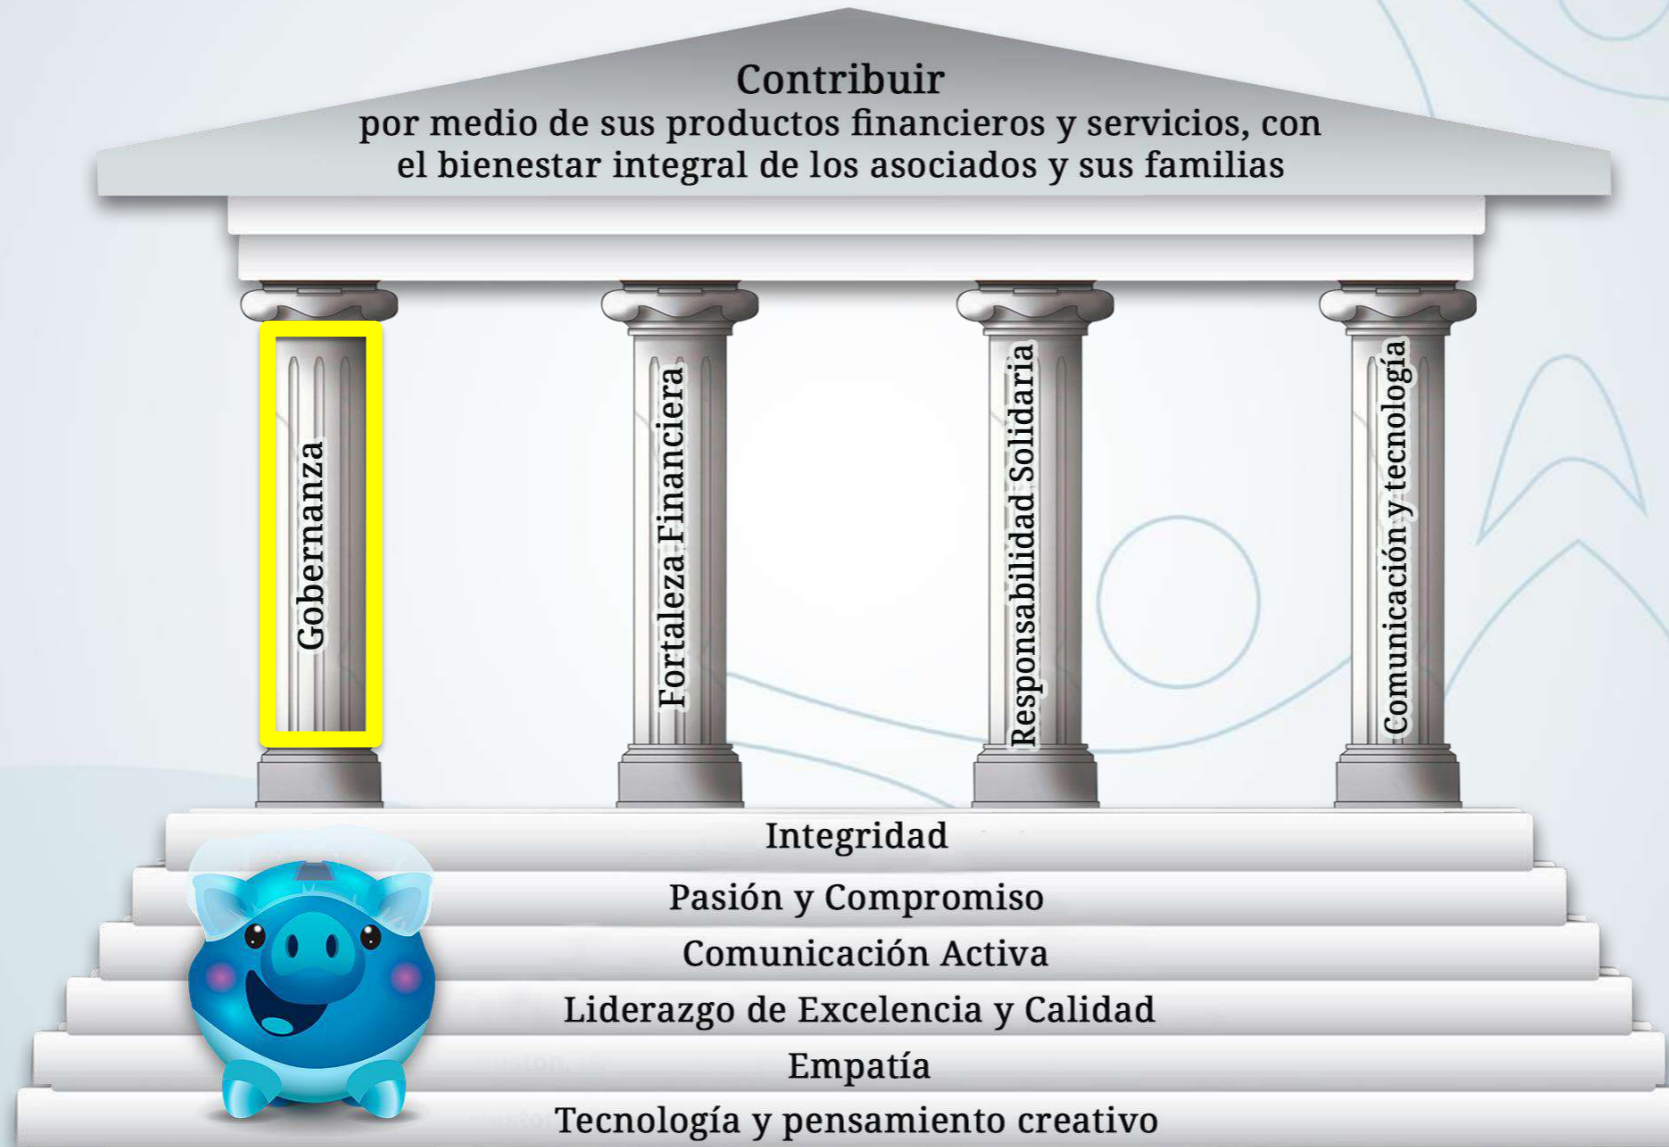 Contribuir
por medio de sus productos financieros y servicios, con
el bienestar integral de los asociados y sus familias
Gobernanza
Fortaleza Financiera
Responsabilidad Solidaria
Comunicación y tecnología
Integridad
Pasión y Compromiso
Comunicación Activa
Liderazgo de Excelencia y Calidad
Empatía
Tecnología y pensamiento creativo